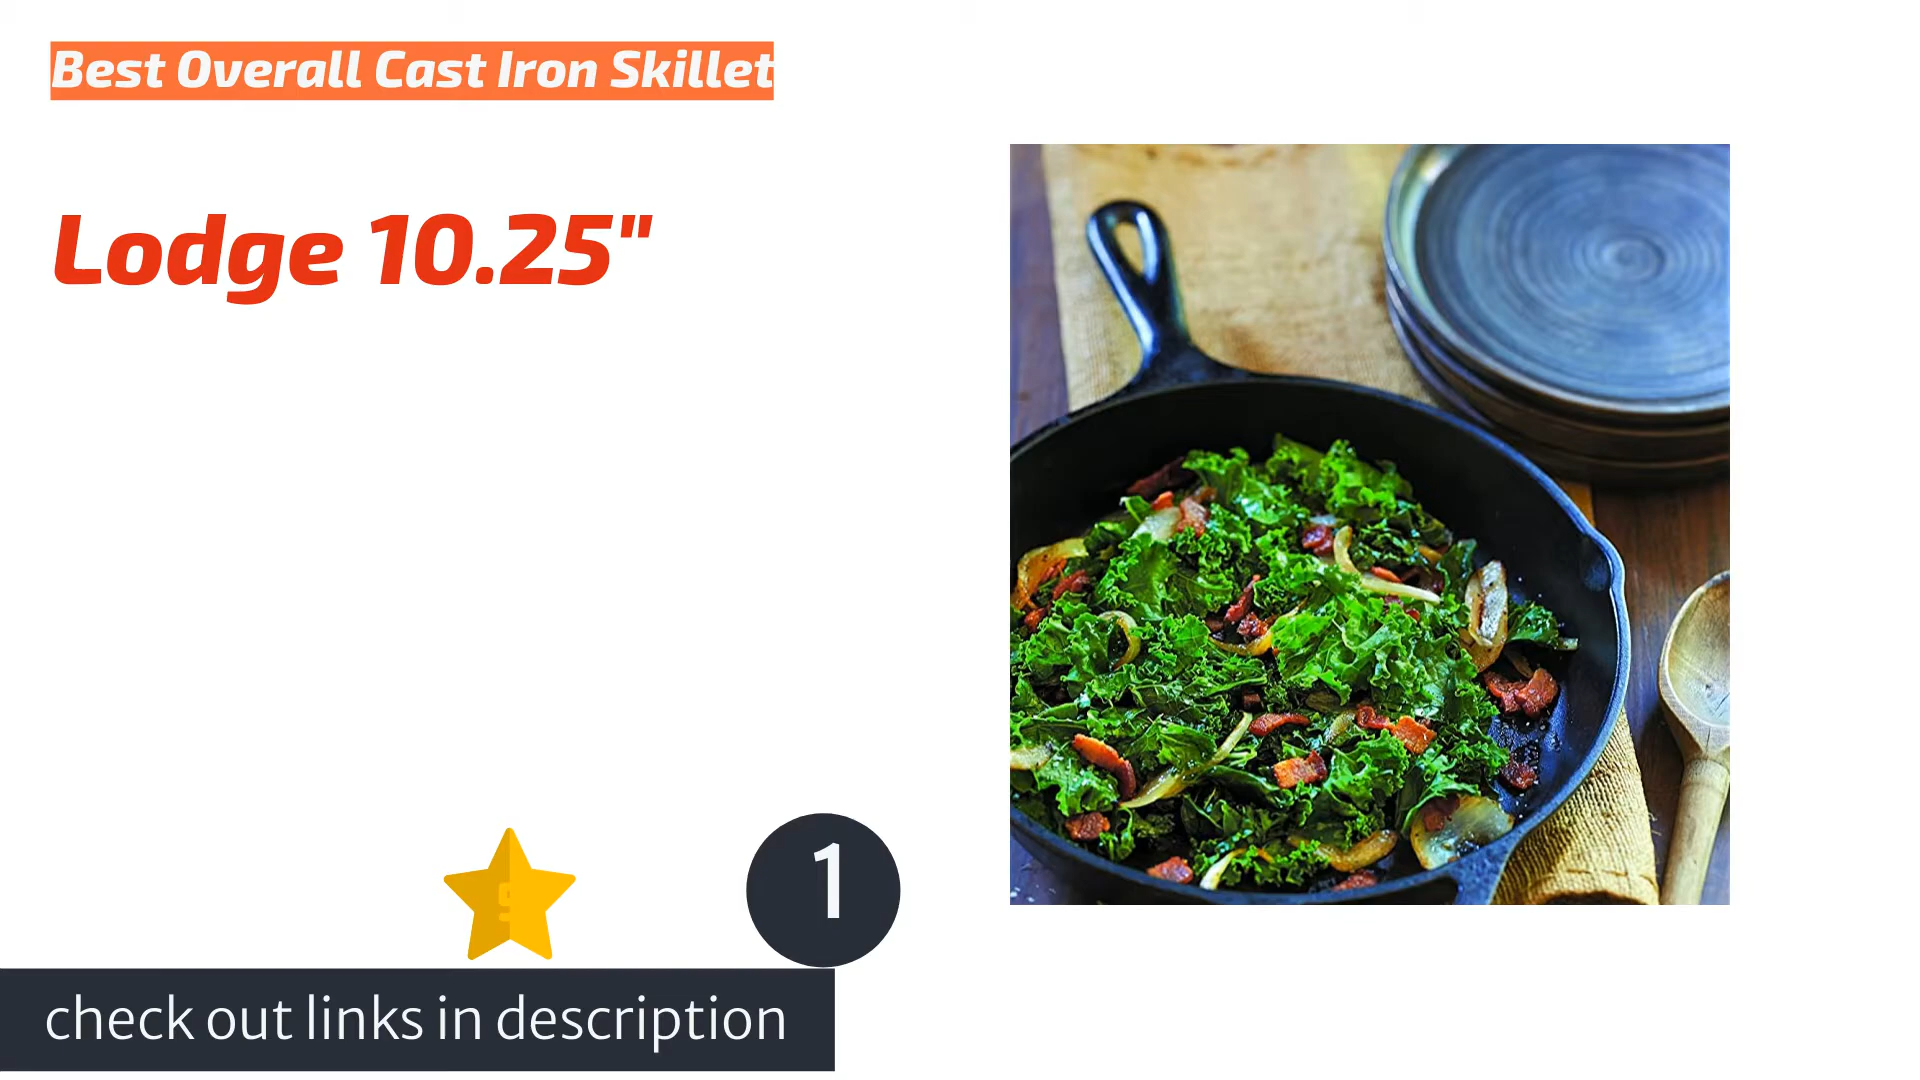 Best Overall Cast Iron Skillet
Lodge 10.25"
1
check out links in description